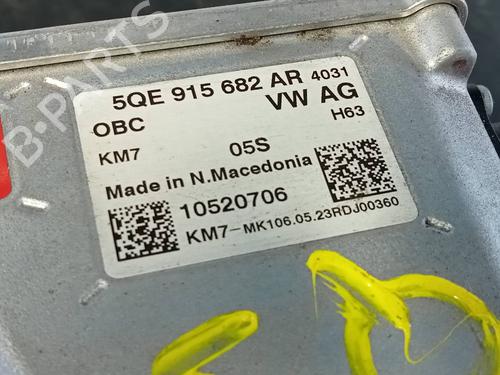 B-PARTS
5QE 915 682 AR 4031
OBC VW AG
H63
KM7 05S
Made in N.Macedonia
10520706
KM7-MK106.05.23RDJ00360